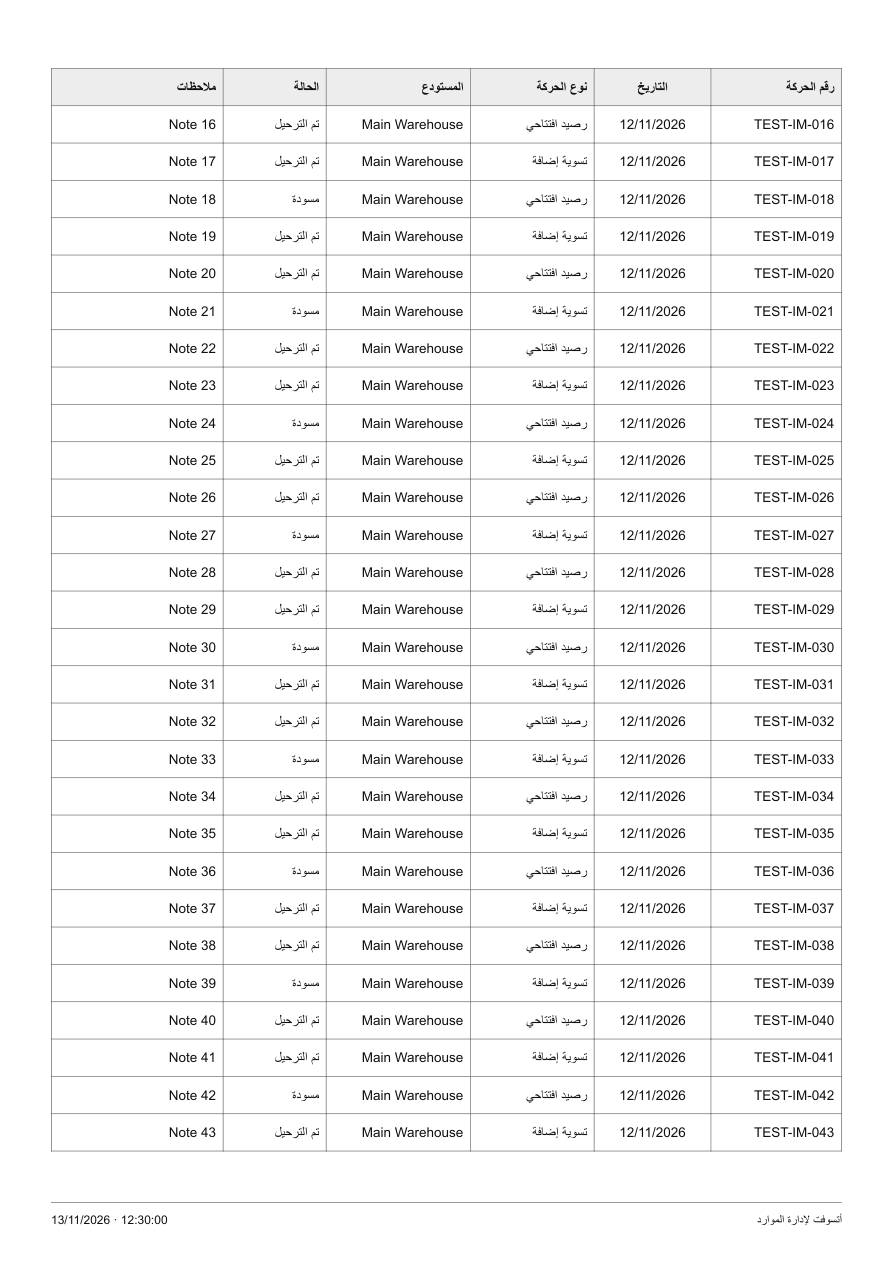 رقم الحركة التاريخ نوع الحركة المستودع الحالة ملاحظات
TEST-IM-016 12/11/2026 رصيد افتتاحي Main Warehouse تم الترحيل Note 16
TEST-IM-017 12/11/2026 تسوية إضافة Main Warehouse تم الترحيل Note 17
TEST-IM-018 12/11/2026 رصيد افتتاحي Main Warehouse مسودة Note 18
TEST-IM-019 12/11/2026 تسوية إضافة Main Warehouse تم الترحيل Note 19
TEST-IM-020 12/11/2026 رصيد افتتاحي Main Warehouse تم الترحيل Note 20
TEST-IM-021 12/11/2026 تسوية إضافة Main Warehouse مسودة Note 21
TEST-IM-022 12/11/2026 رصيد افتتاحي Main Warehouse تم الترحيل Note 22
TEST-IM-023 12/11/2026 تسوية إضافة Main Warehouse تم الترحيل Note 23
TEST-IM-024 12/11/2026 رصيد افتتاحي Main Warehouse مسودة Note 24
TEST-IM-025 12/11/2026 تسوية إضافة Main Warehouse تم الترحيل Note 25
TEST-IM-026 12/11/2026 رصيد افتتاحي Main Warehouse تم الترحيل Note 26
TEST-IM-027 12/11/2026 تسوية إضافة Main Warehouse مسودة Note 27
TEST-IM-028 12/11/2026 رصيد افتتاحي Main Warehouse تم الترحيل Note 28
TEST-IM-029 12/11/2026 تسوية إضافة Main Warehouse تم الترحيل Note 29
TEST-IM-030 12/11/2026 رصيد افتتاحي Main Warehouse مسودة Note 30
TEST-IM-031 12/11/2026 تسوية إضافة Main Warehouse تم الترحيل Note 31
TEST-IM-032 12/11/2026 رصيد افتتاحي Main Warehouse تم الترحيل Note 32
TEST-IM-033 12/11/2026 تسوية إضافة Main Warehouse مسودة Note 33
TEST-IM-034 12/11/2026 رصيد افتتاحي Main Warehouse تم الترحيل Note 34
TEST-IM-035 12/11/2026 تسوية إضافة Main Warehouse تم الترحيل Note 35
TEST-IM-036 12/11/2026 رصيد افتتاحي Main Warehouse مسودة Note 36
TEST-IM-037 12/11/2026 تسوية إضافة Main Warehouse تم الترحيل Note 37
TEST-IM-038 12/11/2026 رصيد افتتاحي Main Warehouse تم الترحيل Note 38
TEST-IM-039 12/11/2026 تسوية إضافة Main Warehouse مسودة Note 39
TEST-IM-040 12/11/2026 رصيد افتتاحي Main Warehouse تم الترحيل Note 40
TEST-IM-041 12/11/2026 تسوية إضافة Main Warehouse تم الترحيل Note 41
TEST-IM-042 12/11/2026 رصيد افتتاحي Main Warehouse مسودة Note 42
TEST-IM-043 12/11/2026 تسوية إضافة Main Warehouse تم الترحيل Note 43
أتسوفت لإدارة الموارد 13/11/2026 · 12:30:00